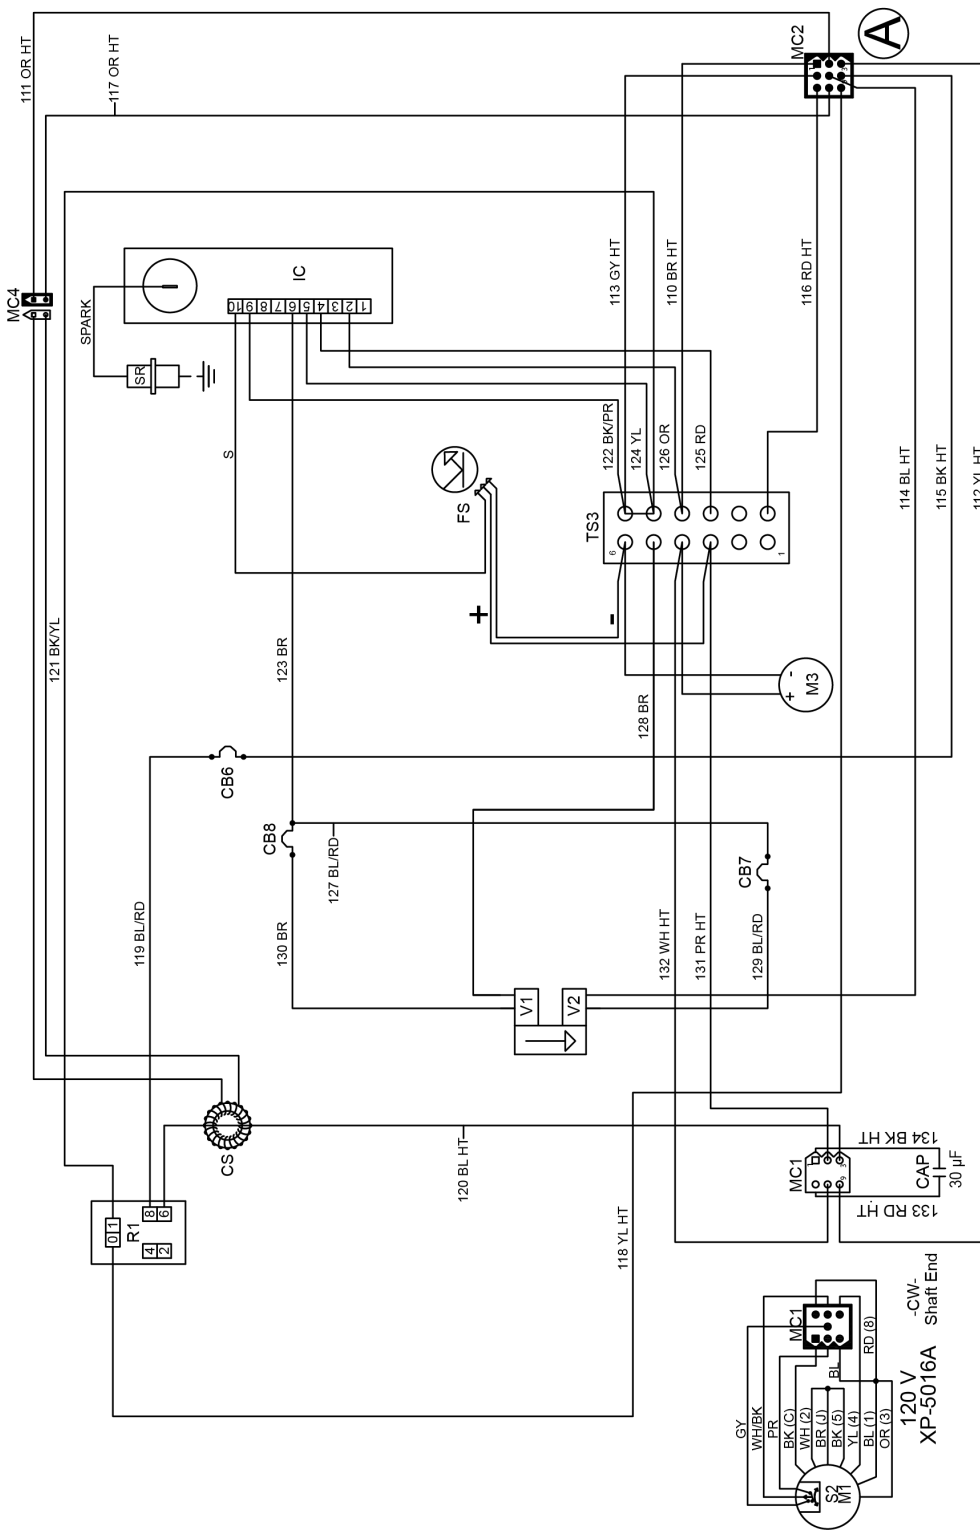 111 OR HT
117 OR HT
MC2
A
1
3
9
MC4
SPARK
IC
10
9
8
7
6
5
4
3
2
1
SR
113 GY HT
110 BR HT
116 RD HT
S
FS
122 BK/PR
124 YL
126 OR
125 RD
TS3
6
1
114 BL HT
115 BK HT
112 YL HT
121 BK/YL
+
-
123 BR
M3
+
-
128 BR
CB6
CB8
127 BL/RD
CB7
119 BL/RD
130 BR
132 WH HT
131 PR HT
129 BL/RD
V1
V2
CS
120 BL HT
R1
0
1
8
6
4
2
118 YL HT
MC1
1
3
9
134 BK HT
CAP
30 µF
133 RD HT
MC1
GY
WH/BK
PR
BK (C)
WH (2)
BR (J)
BK (5)
YL (4)
BL (1)
OR (3)
BL
RD (8)
S2
M1
120 V
XP-5016A
-CW-
Shaft End